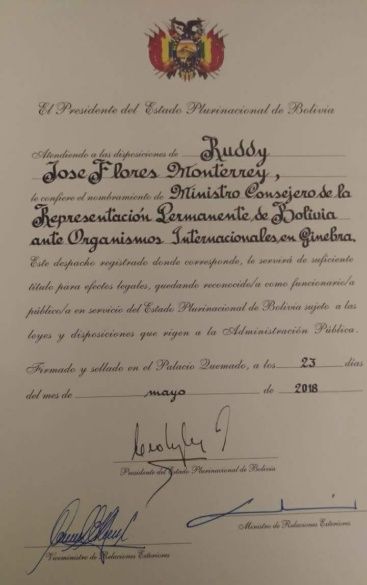 El Presidente del Estado Plurinacional de Bolivia
Atendiendo a las disposiciones de Ruddy
Jose Flores Monterrey,
le confiere el nombramiento de Ministro Consejero de la
Representación Permanente de Bolivia
ante Organismos Internacionales en Ginebra.
Este despacho registrado donde corresponde, le servirá de suficiente
título para efectos legales, quedando reconocido/a como funcionario/a
público/a en servicio del Estado Plurinacional de Bolivia sujeto a las
leyes y disposiciones que rigen a la Administración Pública.
Firmado y sellado en el Palacio Quemado, a los 23 días
del mes de mayo de 2018
Presidente del Estado Plurinacional de Bolivia
Ministro de Relaciones Exteriores
Viceministro de Relaciones Exteriores